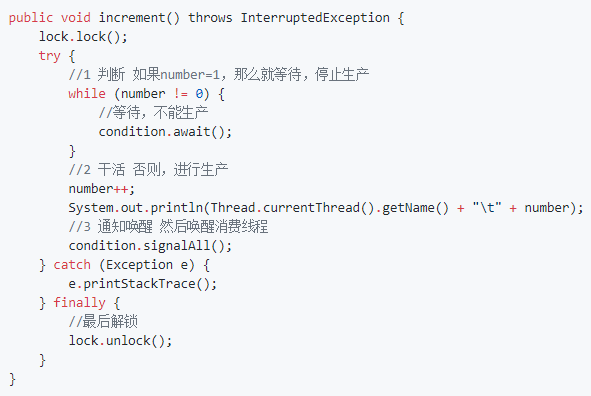 public void increment() throws InterruptedException {
    lock.lock();
    try {
        //1 判断 如果number=1，那么就等待，停止生产
        while (number != 0) {
            //等待，不能生产
            condition.await();
        }
        //2 干活 否则，进行生产
        number++;
        System.out.println(Thread.currentThread().getName() + "\t" + number);
        //3 通知唤醒 然后唤醒消费线程
        condition.signalAll();
    } catch (Exception e) {
        e.printStackTrace();
    } finally {
        //最后解锁
        lock.unlock();
    }
}